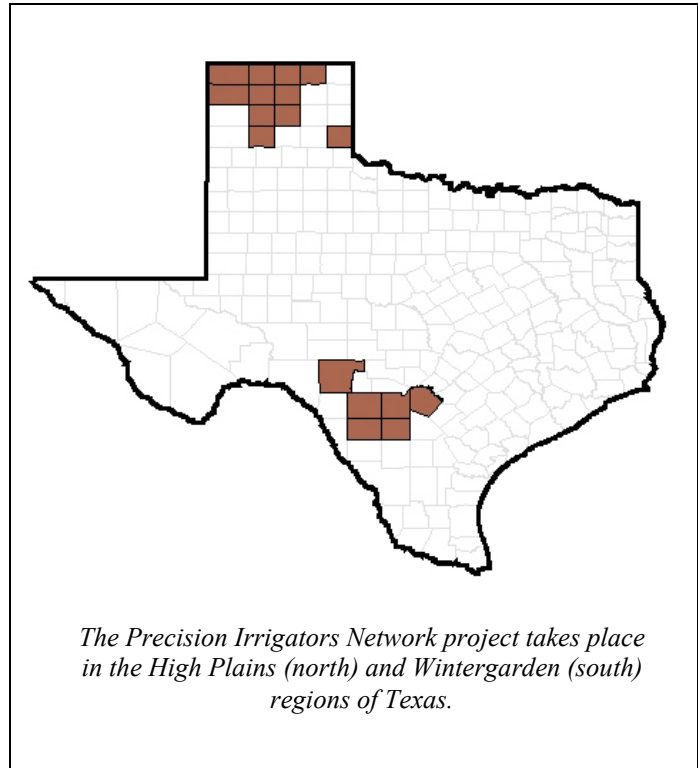 The Precision Irrigators Network project takes place
in the High Plains (north) and Wintergarden (south)
regions of Texas.